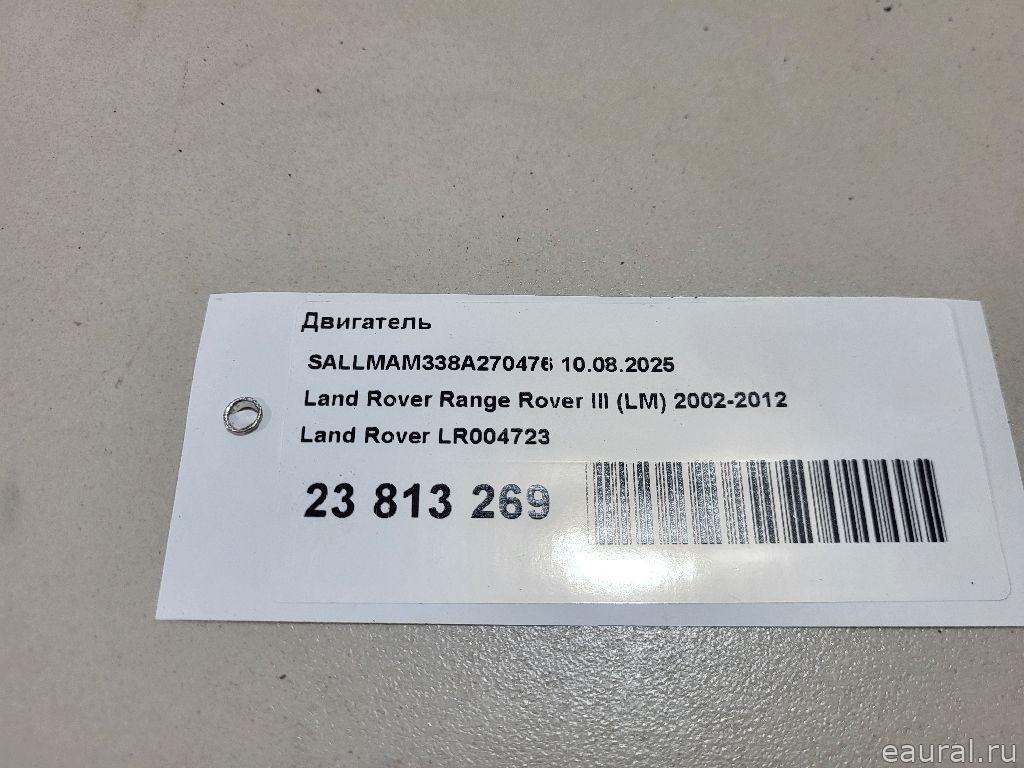 Двигатель
SALLMAM338A270476 10.08.2025
Land Rover Range Rover III (LM) 2002-2012
Land Rover LR004723
23 813 269
eaural.ru